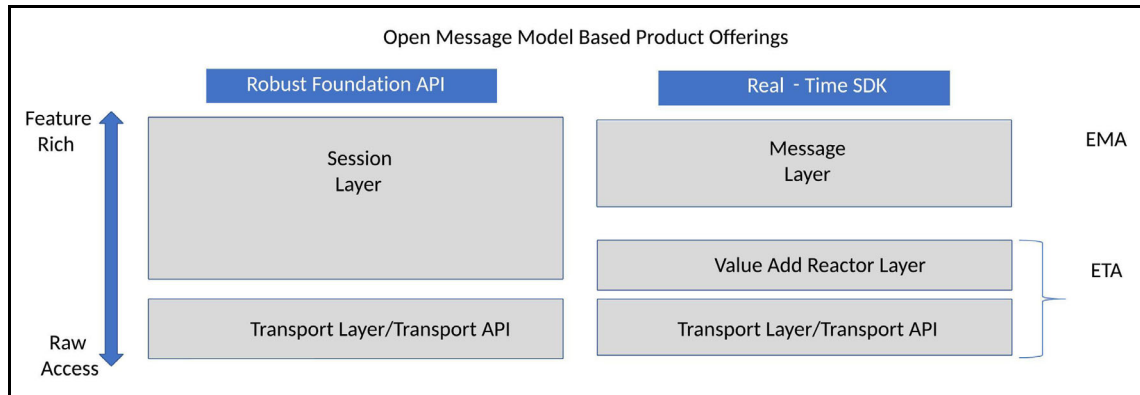 Open Message Model Based Product Offerings
Robust Foundation API
Real - Time SDK
Feature
Rich
Session
Layer
Message
Layer
EMA
Value Add Reactor Layer
ETA
Transport Layer/Transport API
Transport Layer/Transport API
Raw
Access